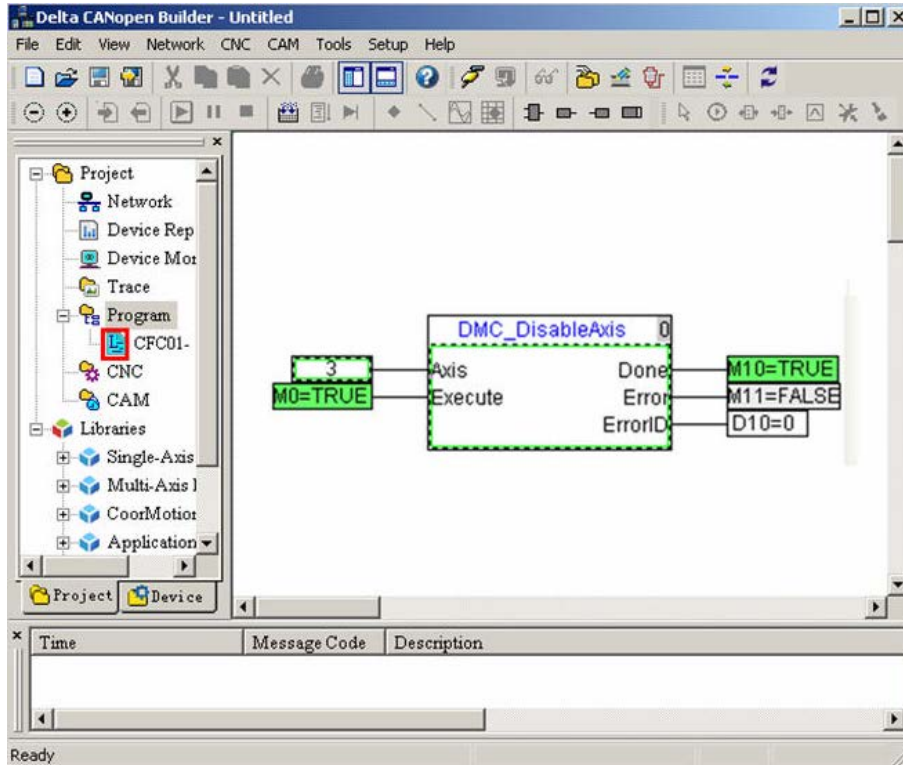 Delta CANopen Builder - Untitled
File Edit View Network CNC CAM Tools Setup Help
Project
Network
Device Rep
Device Mor
Trace
Program
CFC01-
CNC
CAM
Libraries
Single-Axis
Multi-Axis
CoorMotion
Application
Project Device
DMC_DisableAxis 0
3 Axis Done M10=TRUE
M0=TRUE Execute Error M11=FALSE
ErrorID D10=0
Time Message Code Description
Ready